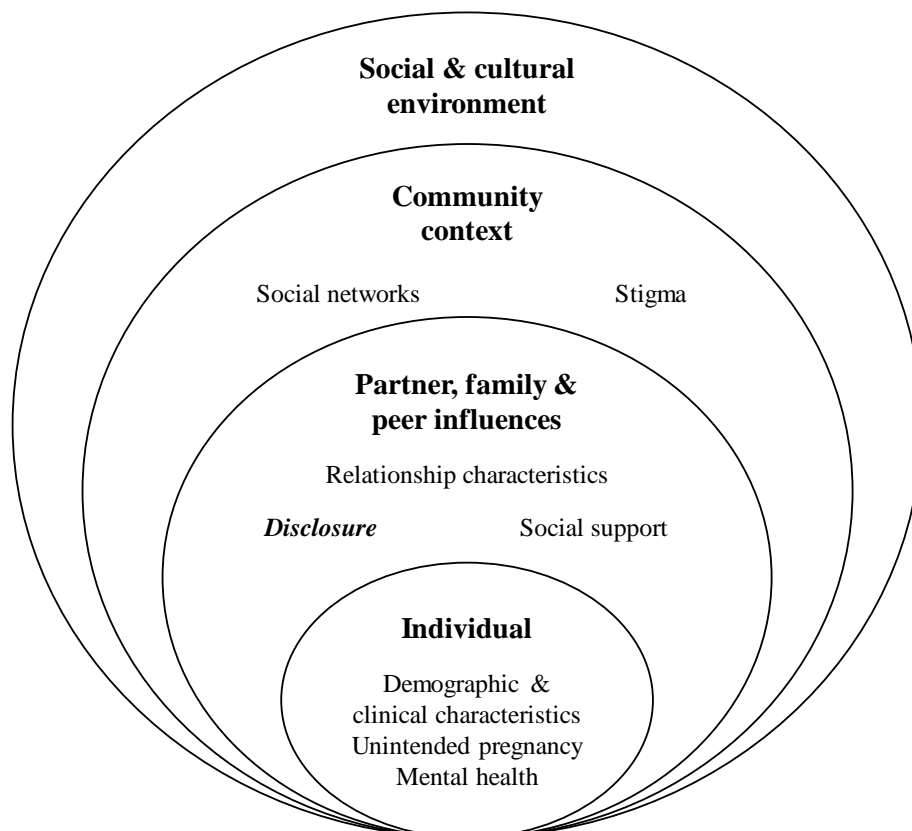 Social & cultural
environment
Community
context
Social networks
Stigma
Partner, family &
peer influences
Relationship characteristics
Disclosure
Social support
Individual
Demographic &
clinical characteristics
Unintended pregnancy
Mental health